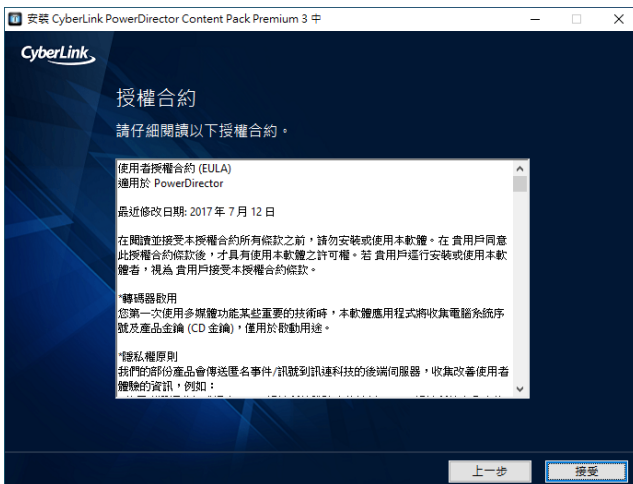 安裝 CyberLink PowerDirector Content Pack Premium 3 中
CyberLink
授權合約
請仔細閱讀以下授權合約。
使用者授權合約 (EULA)
適用於 PowerDirector
最近修改日期: 2017 年 7 月 12 日
在閱讀並接受本授權合約所有條款之前，請勿安裝或使用本軟體。在 貴用戶同意
此授權合約條款後，才具有使用本軟體之許可權。若 貴用戶逕行安裝或使用本軟
體者，視為 貴用戶接受本授權合約條款。
*轉碼器啟用
您第一次使用多媒體功能某些重要的技術時，本軟體應用程式將收集電腦系統序
號及產品金鑰 (CD 金鑰)，僅用於啟動用途。
*隱私權原則
我們的部份產品會傳送匿名事件/訊號到訊連科技的後端伺服器，收集改善使用者
體驗的資訊，例如：
上一步
接受